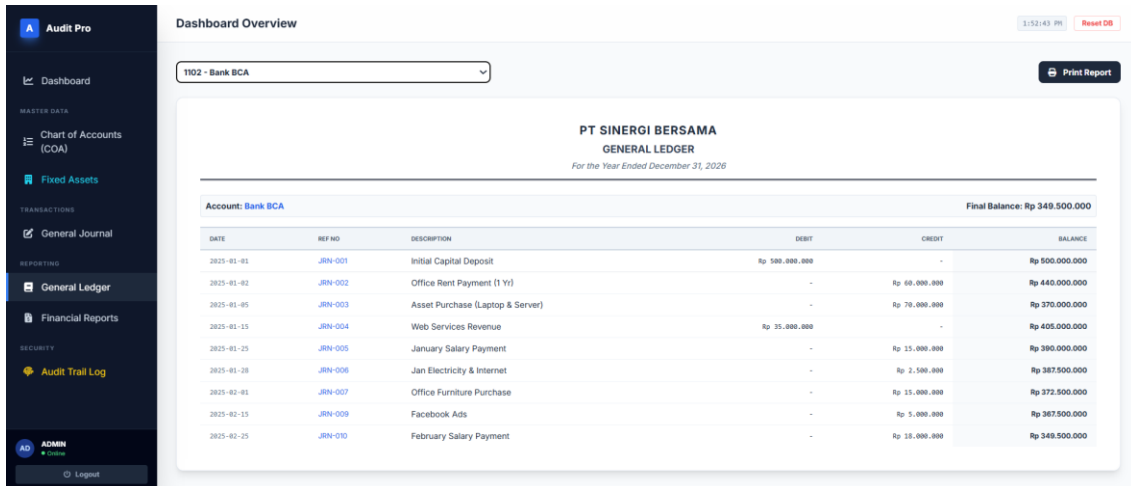 A Audit Pro
Dashboard
MASTER DATA
Chart of Accounts
(COA)
Fixed Assets
TRANSACTIONS
General Journal
REPORTING
General Ledger
Financial Reports
SECURITY
Audit Trail Log
AD ADMIN
Online
Logout
Dashboard Overview
1:52:43 PM Reset DB
1102 - Bank BCA
Print Report
PT SINERGI BERSAMA
GENERAL LEDGER
For the Year Ended December 31, 2026
Account: Bank BCA Final Balance: Rp 349.500.000
DATE REF NO DESCRIPTION DEBIT CREDIT BALANCE
2025-01-01 JRN-001 Initial Capital Deposit Rp 500.000.000 - Rp 500.000.000
2025-01-02 JRN-002 Office Rent Payment (1 Yr) - Rp 60.000.000 Rp 440.000.000
2025-01-05 JRN-003 Asset Purchase (Laptop & Server) - Rp 70.000.000 Rp 370.000.000
2025-01-15 JRN-004 Web Services Revenue Rp 35.000.000 - Rp 405.000.000
2025-01-25 JRN-005 January Salary Payment - Rp 15.000.000 Rp 390.000.000
2025-01-28 JRN-006 Jan Electricity & Internet - Rp 2.500.000 Rp 387.500.000
2025-02-01 JRN-007 Office Furniture Purchase - Rp 15.000.000 Rp 372.500.000
2025-02-15 JRN-009 Facebook Ads - Rp 5.000.000 Rp 367.500.000
2025-02-25 JRN-010 February Salary Payment - Rp 18.000.000 Rp 349.500.000